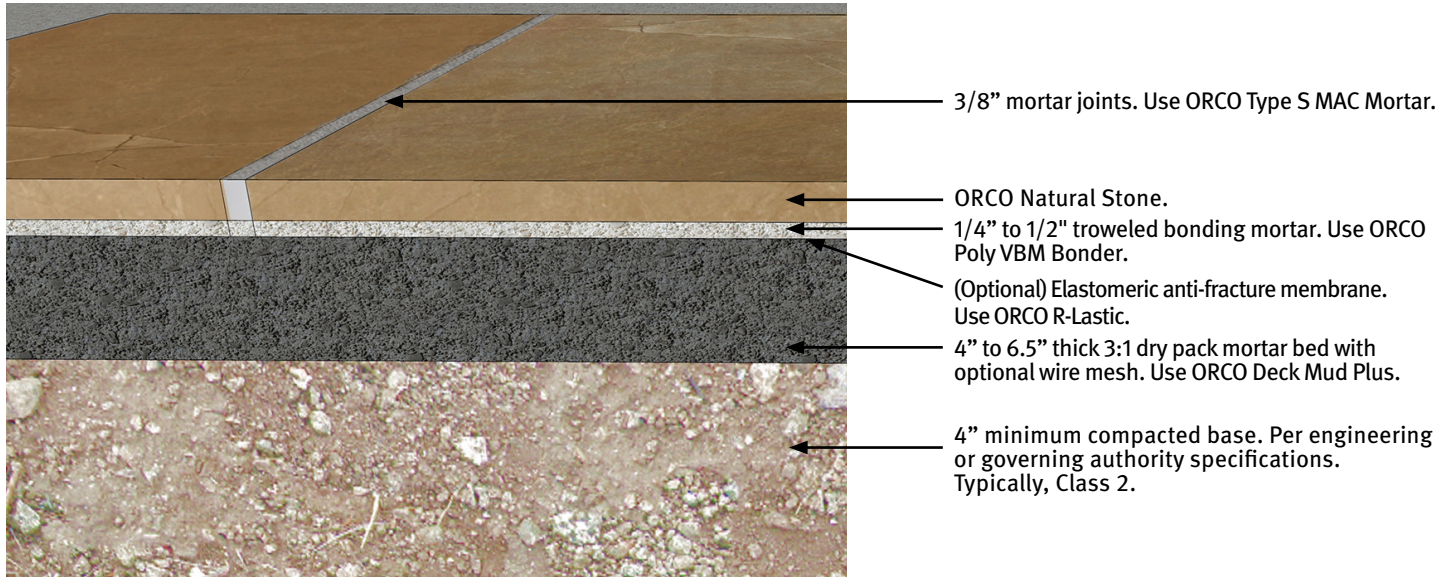 3/8” mortar joints. Use ORCO Type S MAC Mortar.
ORCO Natural Stone.
1/4” to 1/2" troweled bonding mortar. Use ORCO
Poly VBM Bonder.
(Optional) Elastomeric anti-fracture membrane.
Use ORCO R-Lastic.
4” to 6.5” thick 3:1 dry pack mortar bed with
optional wire mesh. Use ORCO Deck Mud Plus.
4” minimum compacted base. Per engineering
or governing authority specifications.
Typically, Class 2.